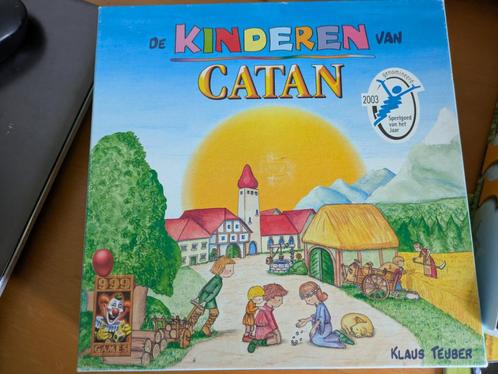 DE KINDEREN VAN
CATAN
genomineerd
2003
Speelgoed
van het
Jaar
999
GAMES
KLAUS TEUBER